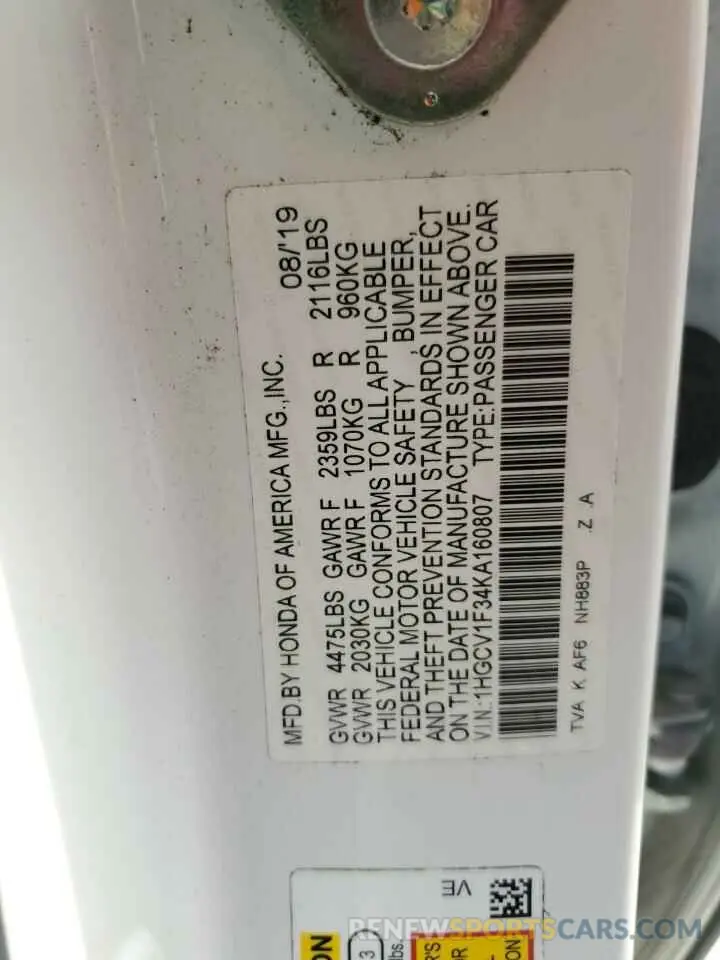 MFD.BY HONDA OF AMERICA MFG.,INC. 08/'19
GVWR 4475LBS GAWR F 2359LBS R 2116LBS
GVWR 2030KG GAWR F 1070KG R 960KG
THIS VEHICLE CONFORMS TO ALL APPLICABLE
FEDERAL MOTOR VEHICLE SAFETY , BUMPER,
AND THEFT PREVENTION STANDARDS IN EFFECT
ON THE DATE OF MANUFACTURE SHOWN ABOVE.
V.I.N.:1HGCV1F34KA160807 TYPE:PASSENGER CAR
TVA K AF6 NH883P .Z .A
VE
3
lbs.
RENEWSPORTSCARS.COM